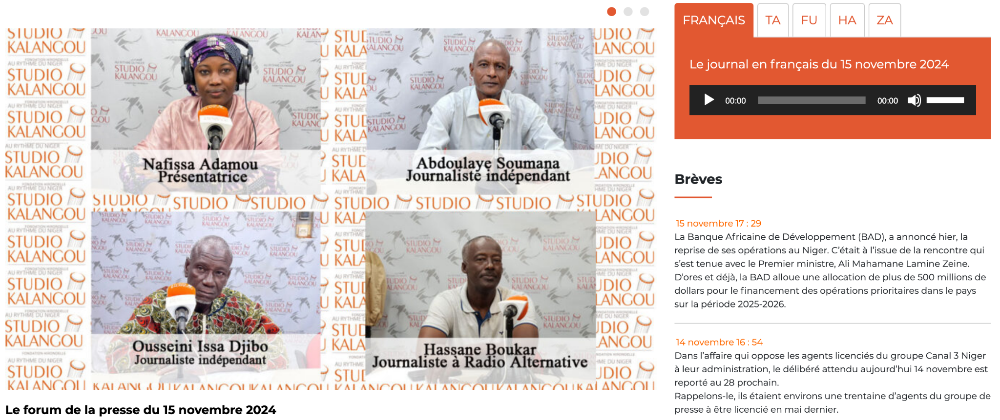 STUDIO
KALANGOU
AU RYTHME DU NIGER
FONDATION HIRONDELLE
Nafissa Adamou
Présentatrice
Abdoulaye Soumana
Journaliste indépendant
Ousseini Issa Djibo
Journaliste indépendant
Hassane Boukar
Journaliste à Radio Alternative
Le forum de la presse du 15 novembre 2024
FRANÇAIS
TA
FU
HA
ZA
Le journal en français du 15 novembre 2024
00:00
00:00
Brèves
15 novembre 17 : 29
La Banque Africaine de Développement (BAD), a annoncé hier, la
reprise de ses opérations au Niger. C’était à l’issue de la rencontre qui
s’est tenue avec le Premier ministre, Ali Mahamane Lamine Zeine.
D’ores et déjà, la BAD alloue une allocation de plus de 500 millions de
dollars pour le financement des opérations prioritaires dans le pays
sur la période 2025-2026.
14 novembre 16 : 54
Dans l’affaire qui oppose les agents licenciés du groupe Canal 3 Niger
à leur administration, le délibéré attendu aujourd’hui 14 novembre est
reporté au 28 prochain.
Rappelons-le, ils étaient environs une trentaine d’agents du groupe de
presse à être licencié en mai dernier.